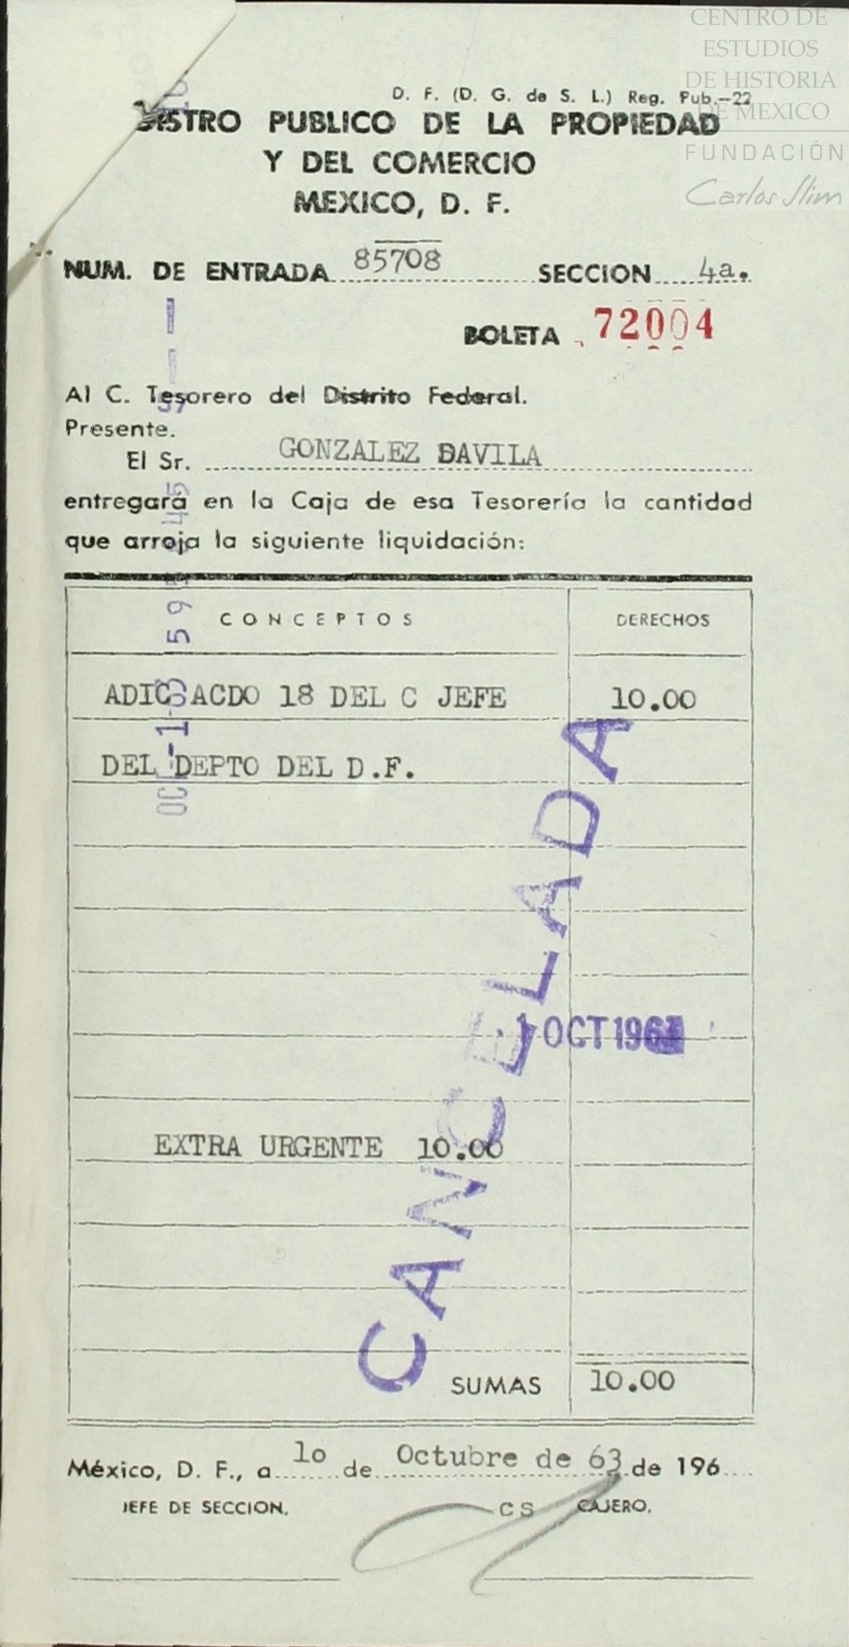 CENTRO DE
ESTUDIOS
DE HISTORIA
DE MEXICO
FUNDACIÓN
Carlos Slim
D. F. (D. G. de S. L.) Reg. Pub.—22
ISTRO PUBLICO DE LA PROPIEDAD
Y DEL COMERCIO
MEXICO, D. F.
NUM. DE ENTRADA 85708 SECCION 4a.
BOLETA 72004
Al C. Tesorero del Distrito Federal.
Presente.
El Sr. GONZALEZ DAVILA
entregará en la Caja de esa Tesorería la cantidad
que arroja la siguiente liquidación:
CONCEPTOS DERECHOS
ADIC ACDO 18 DEL C JEFE 10.00
DEL DEPTO DEL D.F.
CANCELADA
1 OCT 196
EXTRA URGENTE 10.00
SUMAS 10.00
México, D. F., a 1o de Octubre de 63 de 196
JEFE DE SECCION. CS CAJERO.